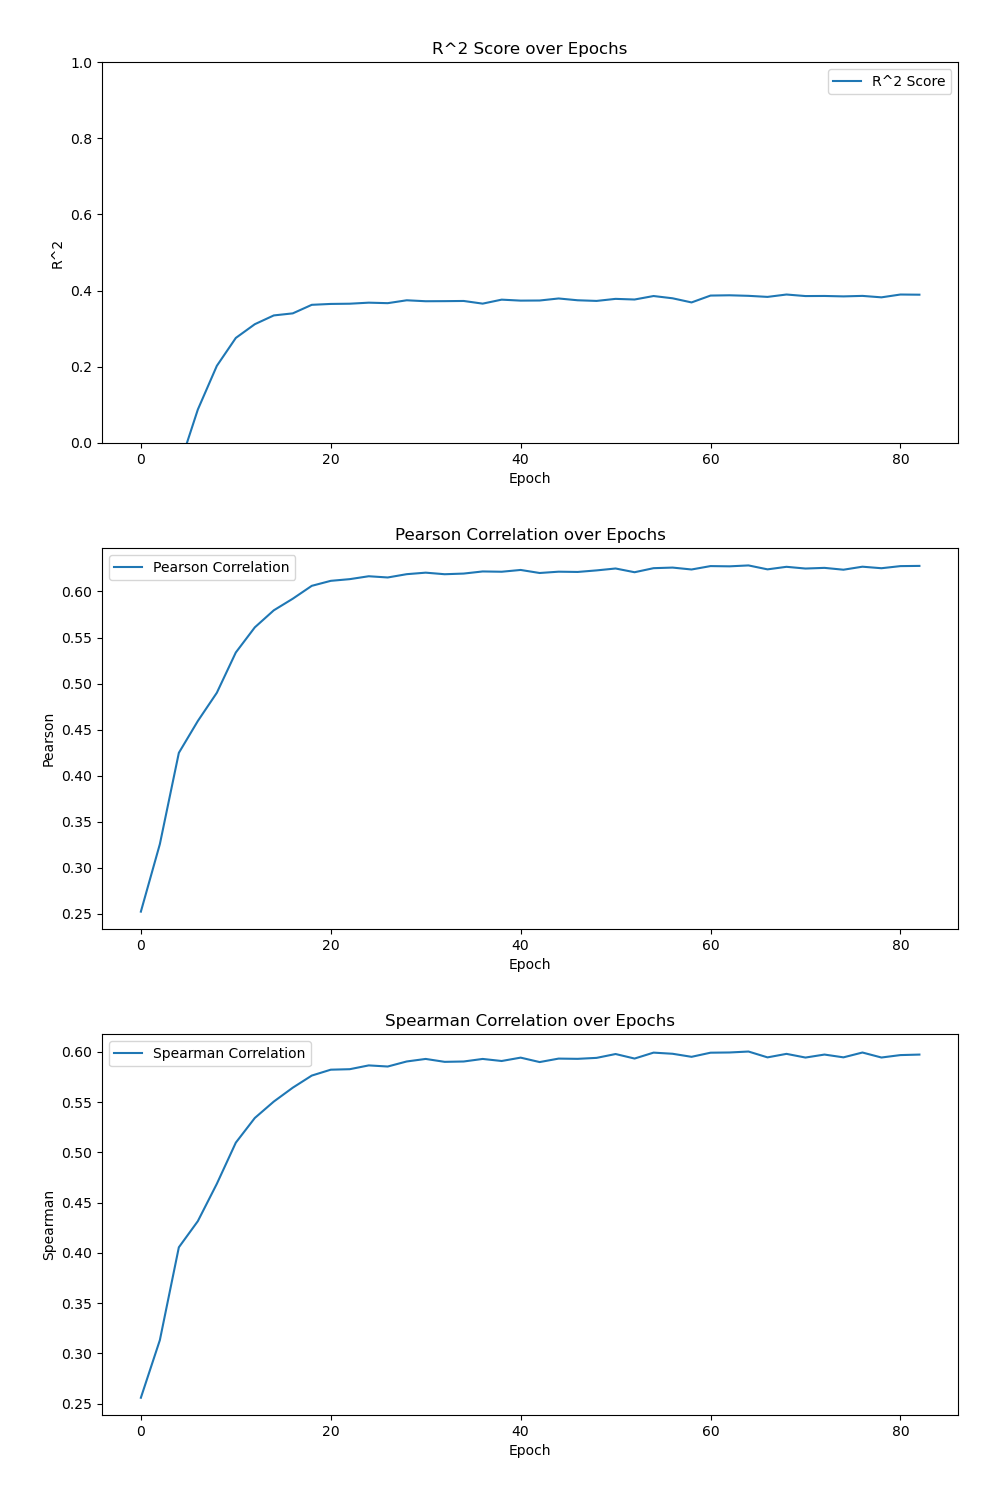 R^2 Score over Epochs
1.0
R^2 Score
0.8
0.6
R^2
0.4
0.2
0.0
0 20 40 60 80
Epoch
Pearson Correlation over Epochs
Pearson Correlation
0.60
0.55
0.50
0.45
Pearson
0.40
0.35
0.30
0.25
0 20 40 60 80
Epoch
Spearman Correlation over Epochs
Spearman Correlation
0.60
0.55
0.50
0.45
Spearman
0.40
0.35
0.30
0.25
0 20 40 60 80
Epoch